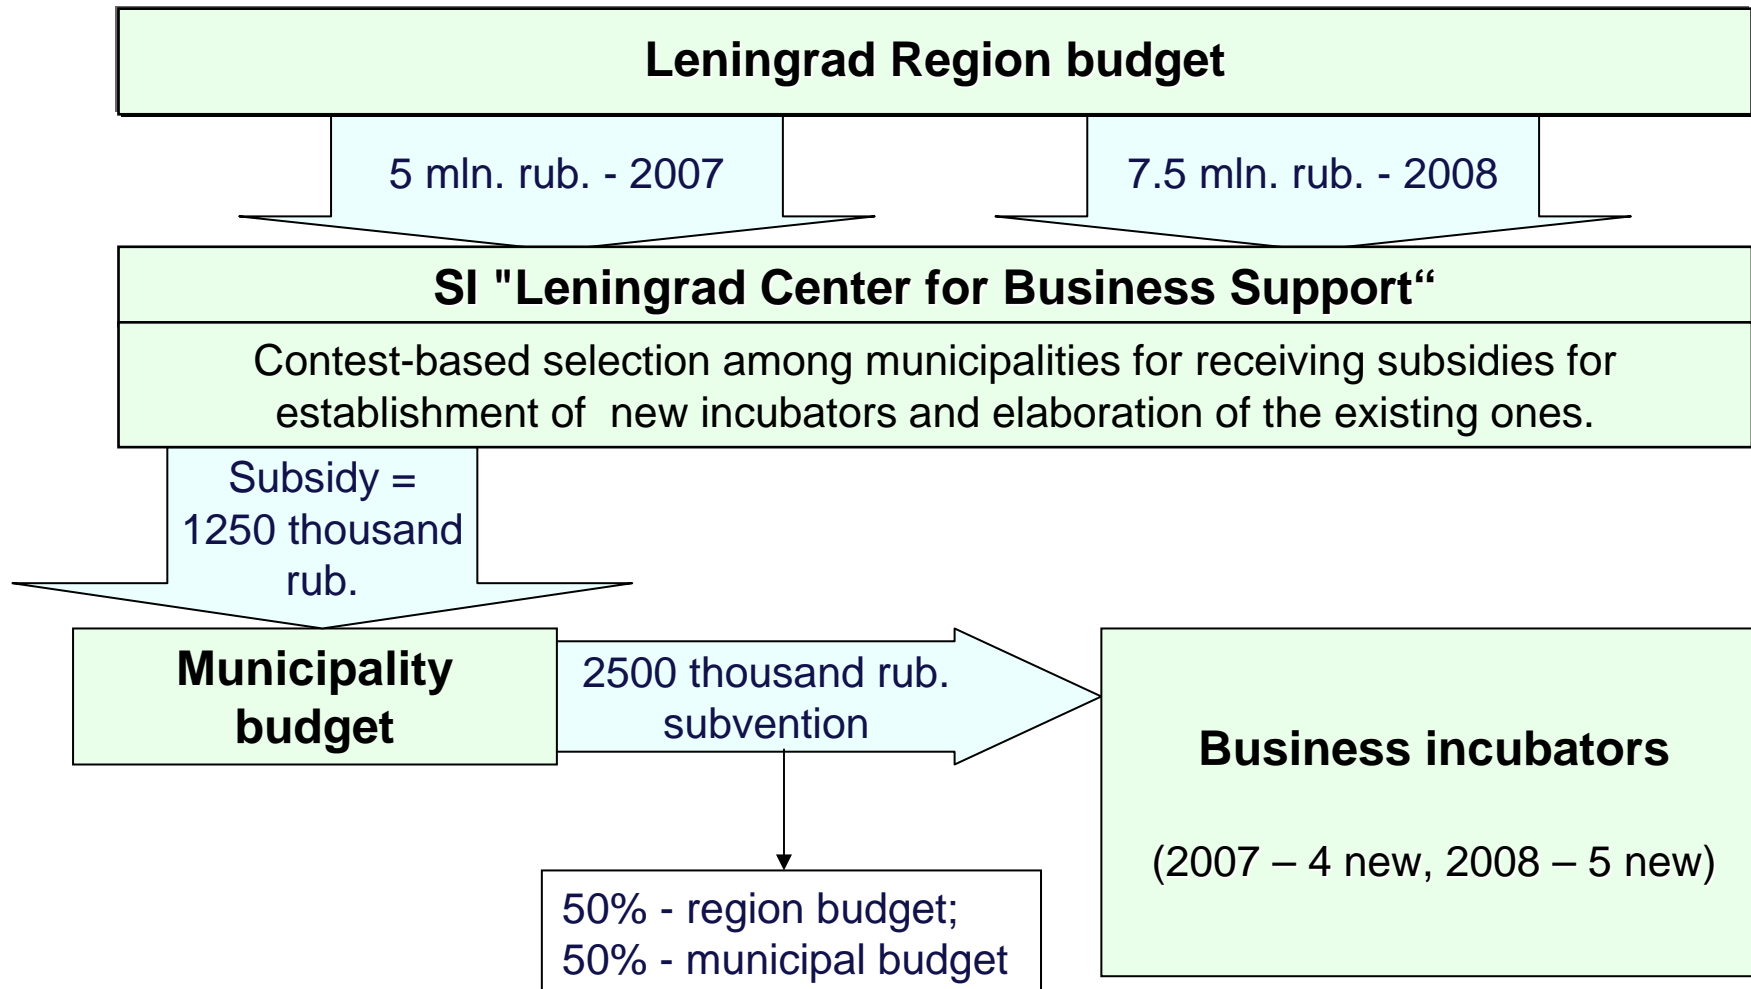 Leningrad Region budget
5 mln. rub. - 2007
7.5 mln. rub. - 2008
SI "Leningrad Center for Business Support“
Contest-based selection among municipalities for receiving subsidies for
establishment of  new incubators and elaboration of the existing ones.
Subsidy =
1250 thousand
rub.
Municipality
budget
2500 thousand rub.
subvention
Business incubators
(2007 – 4 new, 2008 – 5 new)
50% - region budget;
50% - municipal budget